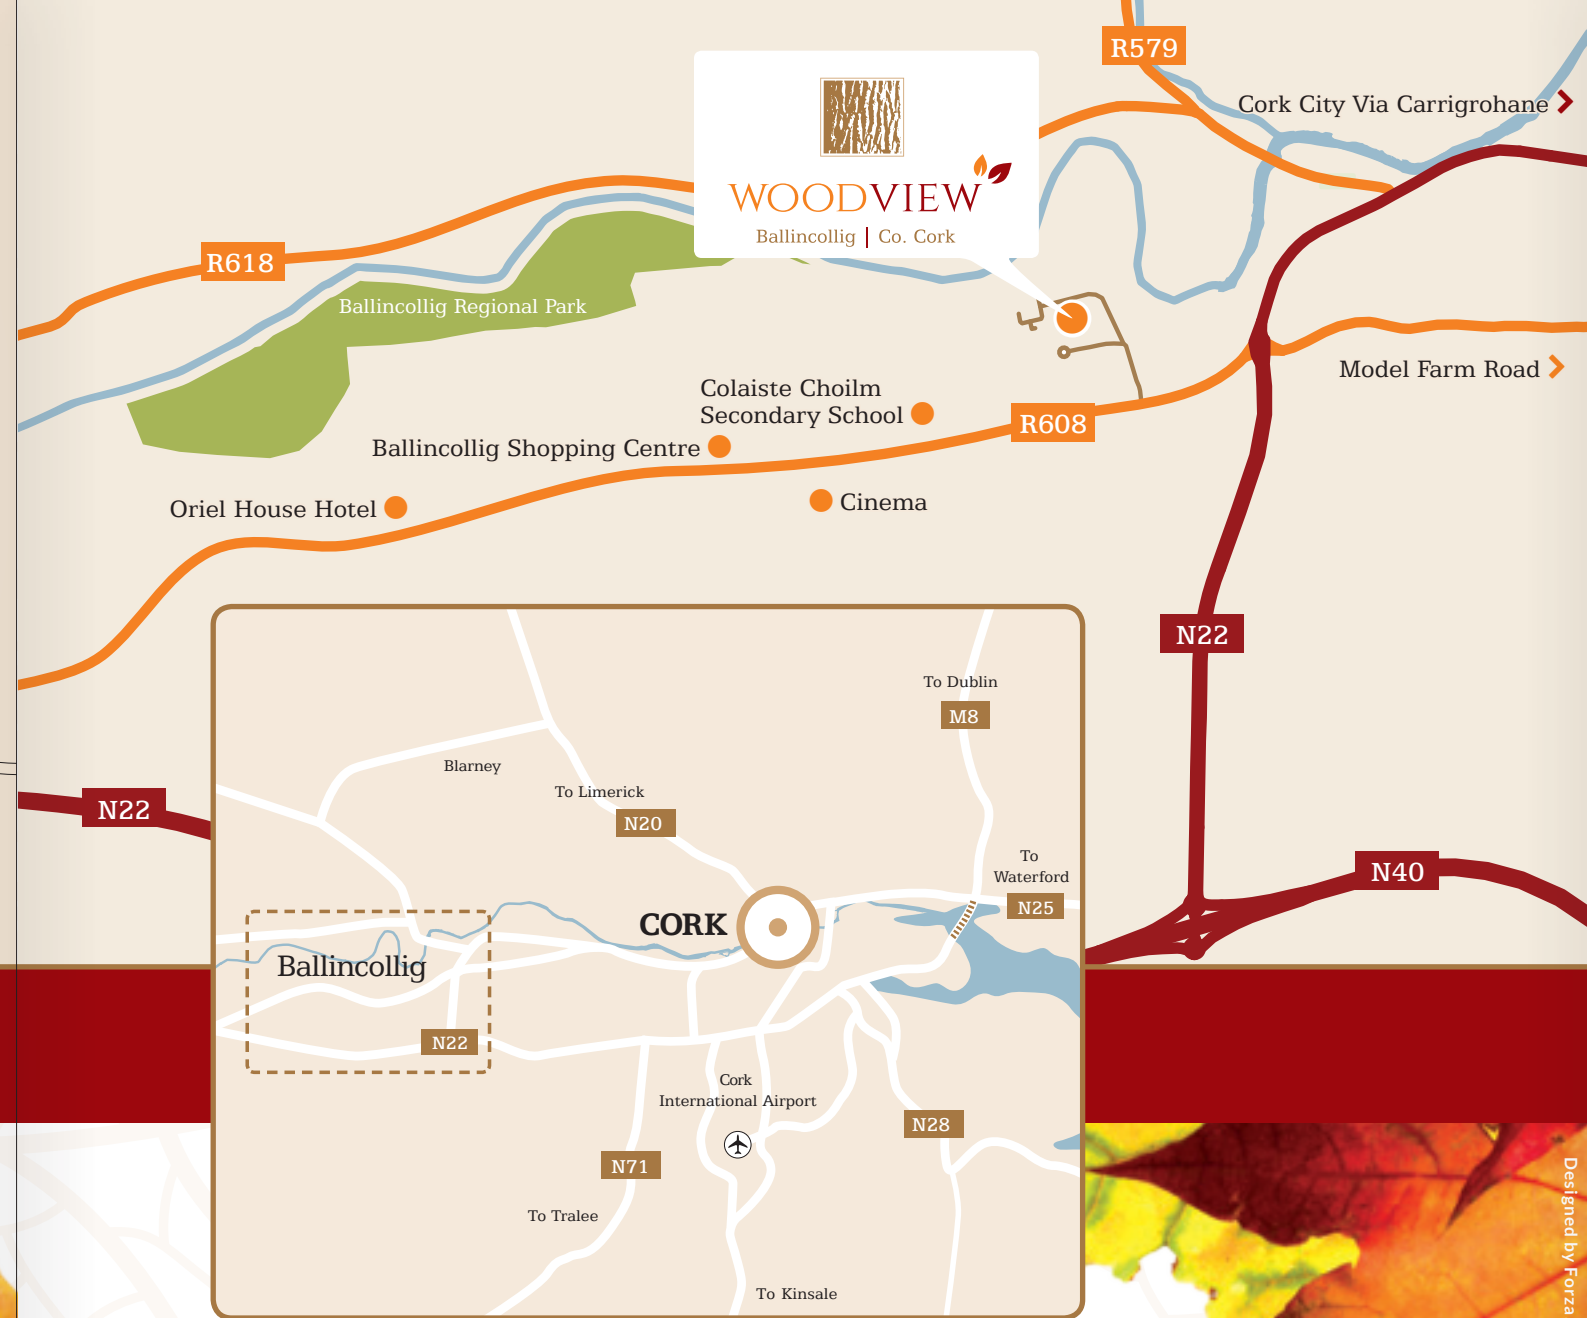 R579
Cork City Via Carrigrohane
WOODVIEW
Ballincollig | Co. Cork
R618
Ballincollig Regional Park
Model Farm Road
Colaiste Choilm
Secondary School
R608
Ballincollig Shopping Centre
Oriel House Hotel
Cinema
N22
N22
N40
To Dublin
M8
Blarney
To Limerick
N20
To
Waterford
N25
CORK
Ballincollig
N22
Cork
International Airport
N28
N71
To Tralee
To Kinsale
Designed by Forza